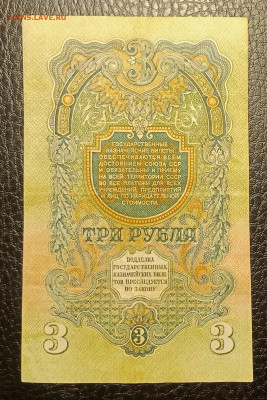 COINS.LAVE.RU
3
ГОСУДАРСТВЕННЫЕ
КАЗНАЧЕЙСКИЕ БИЛЕТЫ
ОБЕСПЕЧИВАЮТСЯ ВСЕМ
ДОСТОЯНИЕМ СОЮЗА ССР
И ОБЯЗАТЕЛЬНЫ К ПРИЕМУ
НА ВСЕЙ ТЕРРИТОРИИ СССР
ВО ВСЕ ПЛАТЕЖИ ДЛЯ ВСЕХ
УЧРЕЖДЕНИЙ, ПРЕДПРИЯТИЙ
И ЛИЦ ПО НАРИЦАТЕЛЬНОЙ
СТОИМОСТИ.
ТРИ РУБЛЯ
ПОДДЕЛКА
ГОСУДАРСТВЕННЫХ
КАЗНАЧЕЙСКИХ БИЛЕ
ТОВ ПРЕСЛЕДУЕТСЯ
ПО ЗАКОНУ
3 3 3